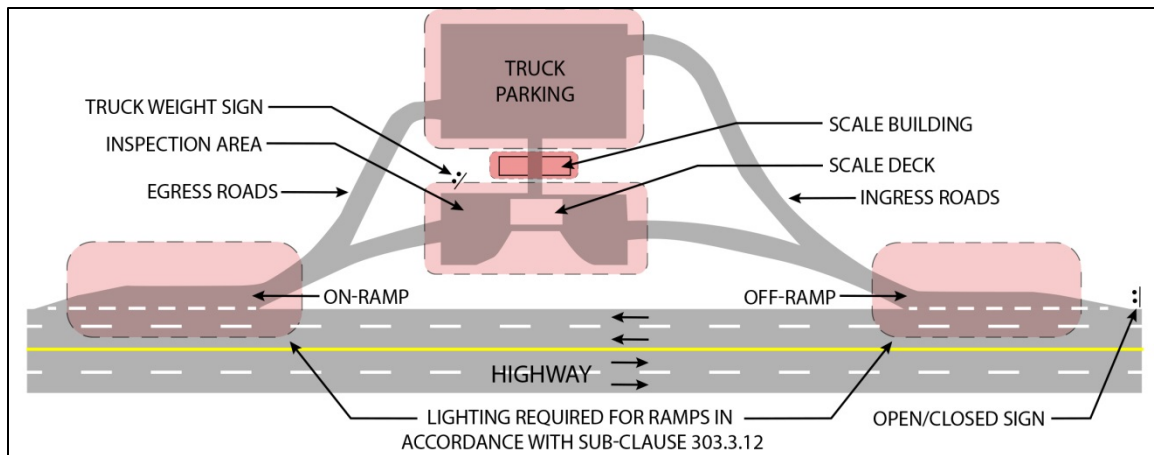 TRUCK
PARKING
TRUCK WEIGHT SIGN
INSPECTION AREA
SCALE BUILDING
SCALE DECK
EGRESS ROADS
INGRESS ROADS
ON-RAMP
OFF-RAMP
HIGHWAY
LIGHTING REQUIRED FOR RAMPS IN
ACCORDANCE WITH SUB-CLAUSE 303.3.12
OPEN/CLOSED SIGN